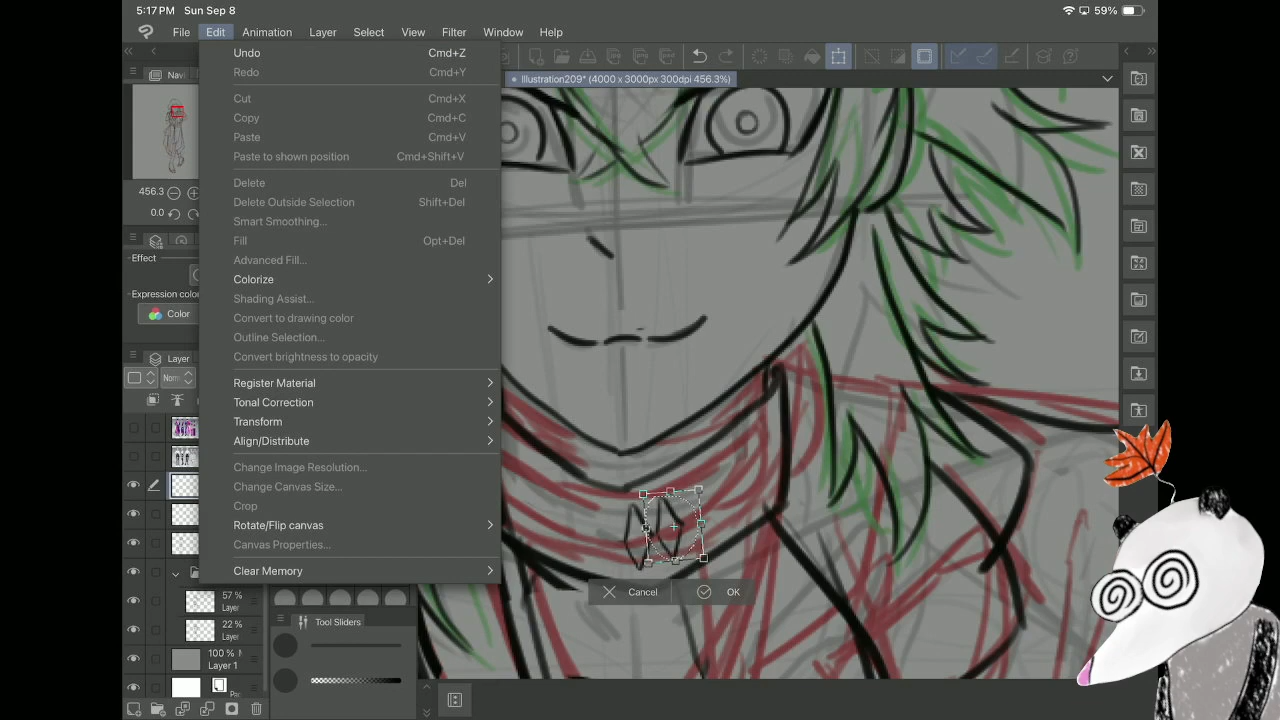 5:17 PM Sun Sep 8 59%
File Edit Animation Layer Select View Filter Window Help
Navi
Illustration209* (4000 x 3000px 300dpi 456.3%)
Undo Cmd+Z
Redo Cmd+Y
Cut Cmd+X
Copy Cmd+C
Paste Cmd+V
Paste to shown position Cmd+Shift+V
Delete Del
Delete Outside Selection Shift+Del
Smart Smoothing...
Fill Opt+Del
Advanced Fill...
Colorize
Shading Assist...
Convert to drawing color
Outline Selection...
Convert brightness to opacity
Register Material
Tonal Correction
Transform
Align/Distribute
Change Image Resolution...
Change Canvas Size...
Crop
Rotate/Flip canvas
Canvas Properties...
Clear Memory
456.3
0.0
Effect
Expression color
Color
Layer
Norm
57 %
Layer
22 %
Layer
100 %
Layer 1
Pa
Cancel OK
Tool Sliders